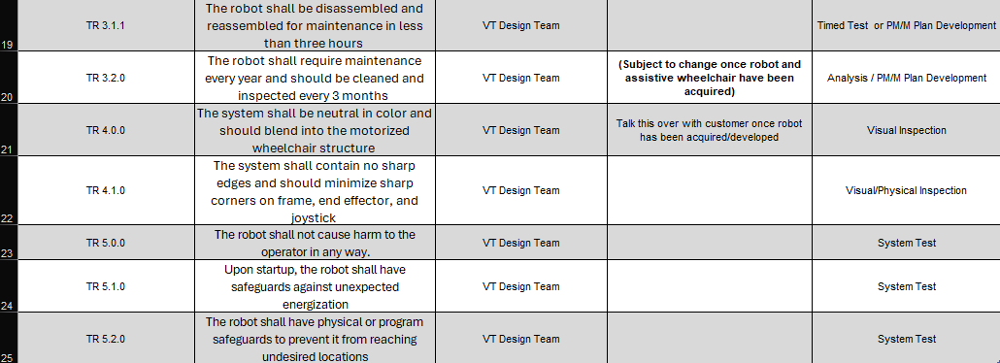 19
TR 3.1.1
The robot shall be disassembled and
reassembled for maintenance in less
than three hours
VT Design Team
Timed Test or PM/M Plan Development
20
TR 3.2.0
The robot shall require maintenance
every year and should be cleaned and
inspected every 3 months
VT Design Team
(Subject to change once robot and
assistive wheelchair have been
acquired)
Analysis / PM/M Plan Development
21
TR 4.0.0
The system shall be neutral in color and
should blend into the motorized
wheelchair structure
VT Design Team
Talk this over with customer once robot
has been acquired/developed
Visual Inspection
22
TR 4.1.0
The system shall contain no sharp
edges and should minimize sharp
corners on frame, end effector, and
joystick
VT Design Team
Visual/Physical Inspection
23
TR 5.0.0
The robot shall not cause harm to the
operator in any way.
VT Design Team
System Test
24
TR 5.1.0
Upon startup, the robot shall have
safeguards against unexpected
energization
VT Design Team
System Test
25
TR 5.2.0
The robot shall have physical or program
safeguards to prevent it from reaching
undesired locations
VT Design Team
System Test